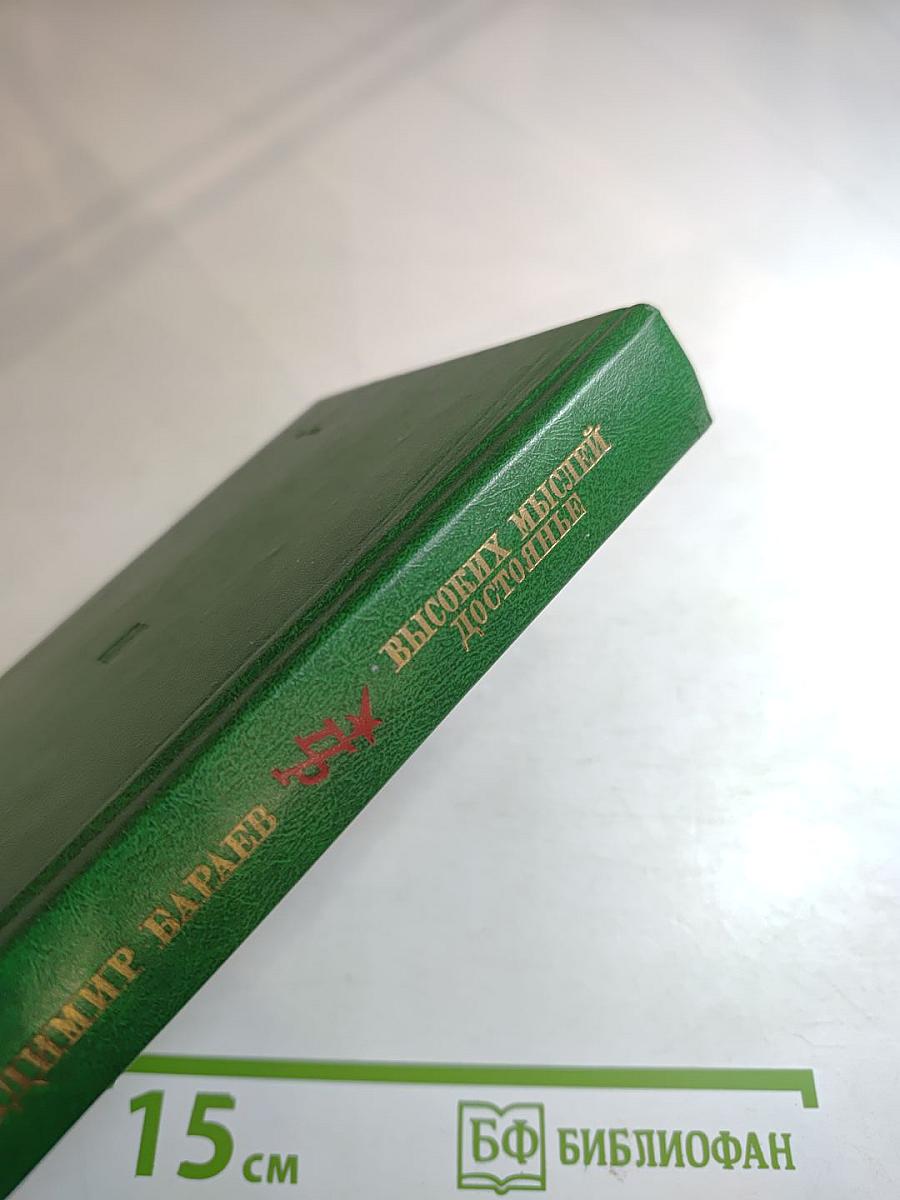 ВЫСОКИХ МЫСЛЕЙ
ДОСТОЯНЬЕ
ДИМИР БАРАЕВ
15 см
БФ БИБЛИОФАН